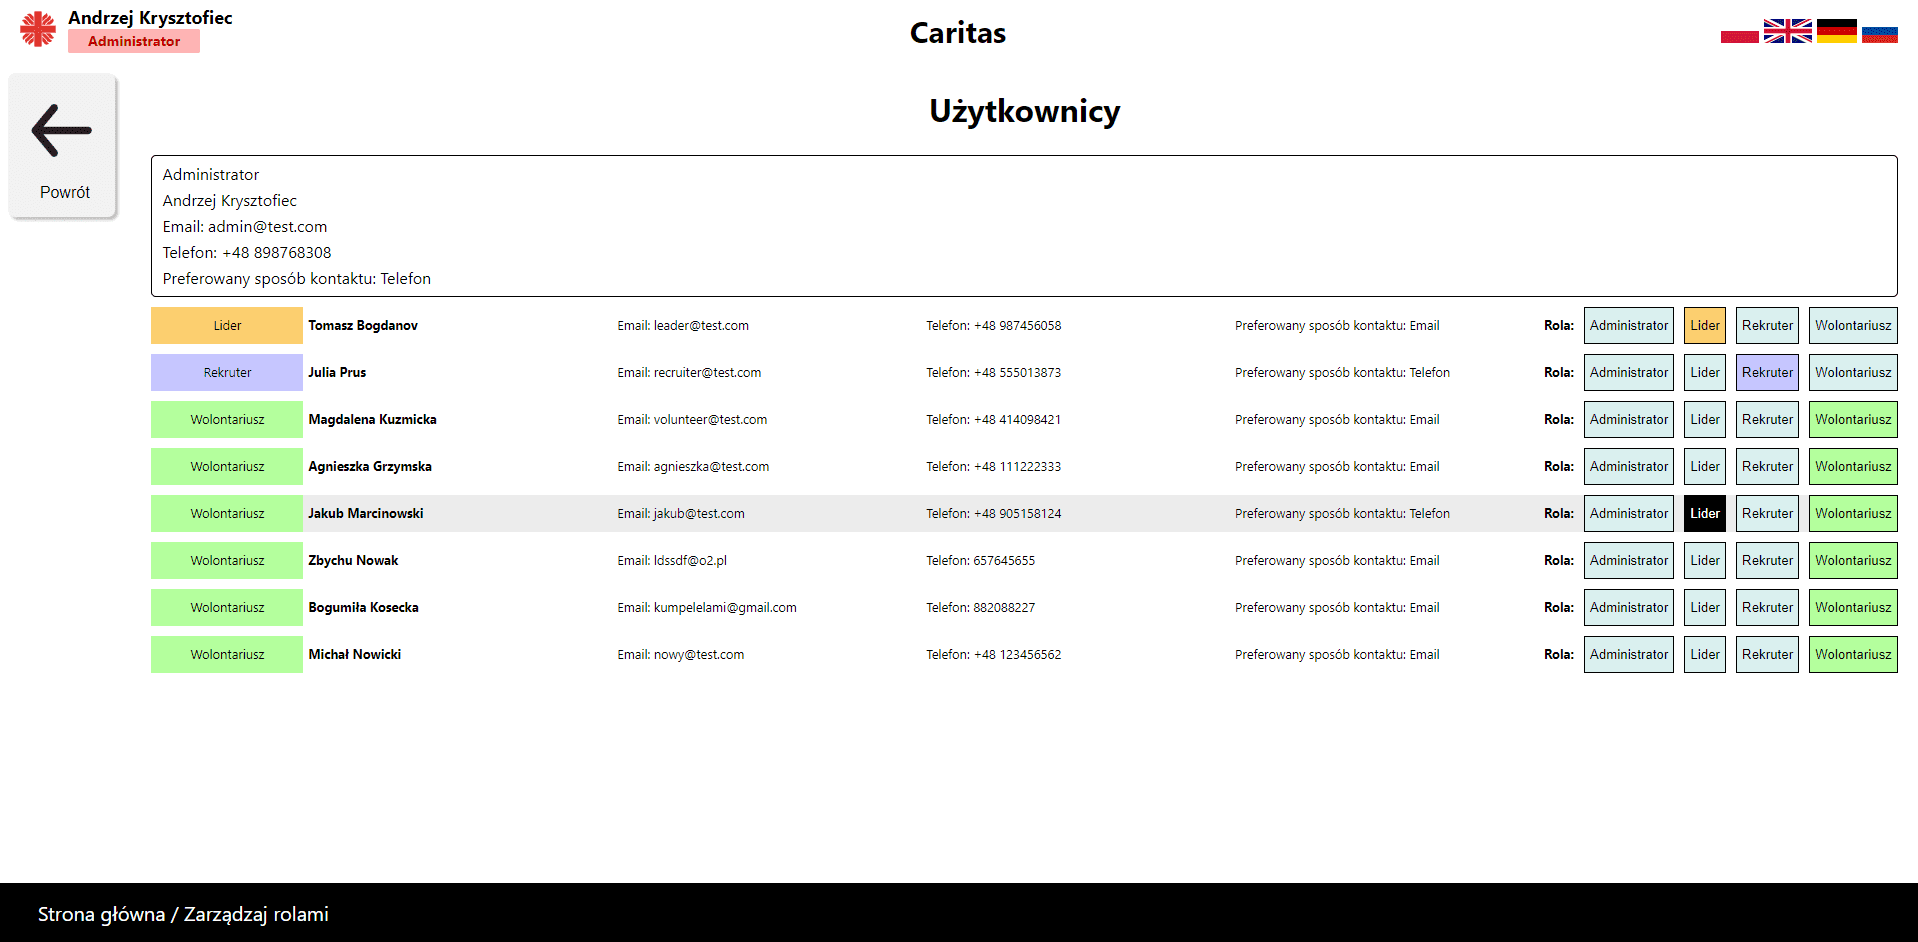 Andrzej Krysztofiec
Administrator
Caritas
Powrót
Użytkownicy
Administrator
Andrzej Krysztofiec
Email: admin@test.com
Telefon: +48 898768308
Preferowany sposób kontaktu: Telefon
Lider Tomasz Bogdanov Email: leader@test.com Telefon: +48 987456058 Preferowany sposób kontaktu: Email Rola: Administrator Lider Rekruter Wolontariusz
Rekruter Julia Prus Email: recruiter@test.com Telefon: +48 555013873 Preferowany sposób kontaktu: Telefon Rola: Administrator Lider Rekruter Wolontariusz
Wolontariusz Magdalena Kuzmicka Email: volunteer@test.com Telefon: +48 414098421 Preferowany sposób kontaktu: Email Rola: Administrator Lider Rekruter Wolontariusz
Wolontariusz Agnieszka Grzymska Email: agnieszka@test.com Telefon: +48 111222333 Preferowany sposób kontaktu: Email Rola: Administrator Lider Rekruter Wolontariusz
Wolontariusz Jakub Marcinowski Email: jakub@test.com Telefon: +48 905158124 Preferowany sposób kontaktu: Telefon Rola: Administrator Lider Rekruter Wolontariusz
Wolontariusz Zbychu Nowak Email: ldssdf@o2.pl Telefon: 657645655 Preferowany sposób kontaktu: Email Rola: Administrator Lider Rekruter Wolontariusz
Wolontariusz Bogumiła Kosecka Email: kumpelelami@gmail.com Telefon: 882088227 Preferowany sposób kontaktu: Email Rola: Administrator Lider Rekruter Wolontariusz
Wolontariusz Michał Nowicki Email: nowy@test.com Telefon: +48 123456562 Preferowany sposób kontaktu: Email Rola: Administrator Lider Rekruter Wolontariusz
Strona główna / Zarządzaj rolami